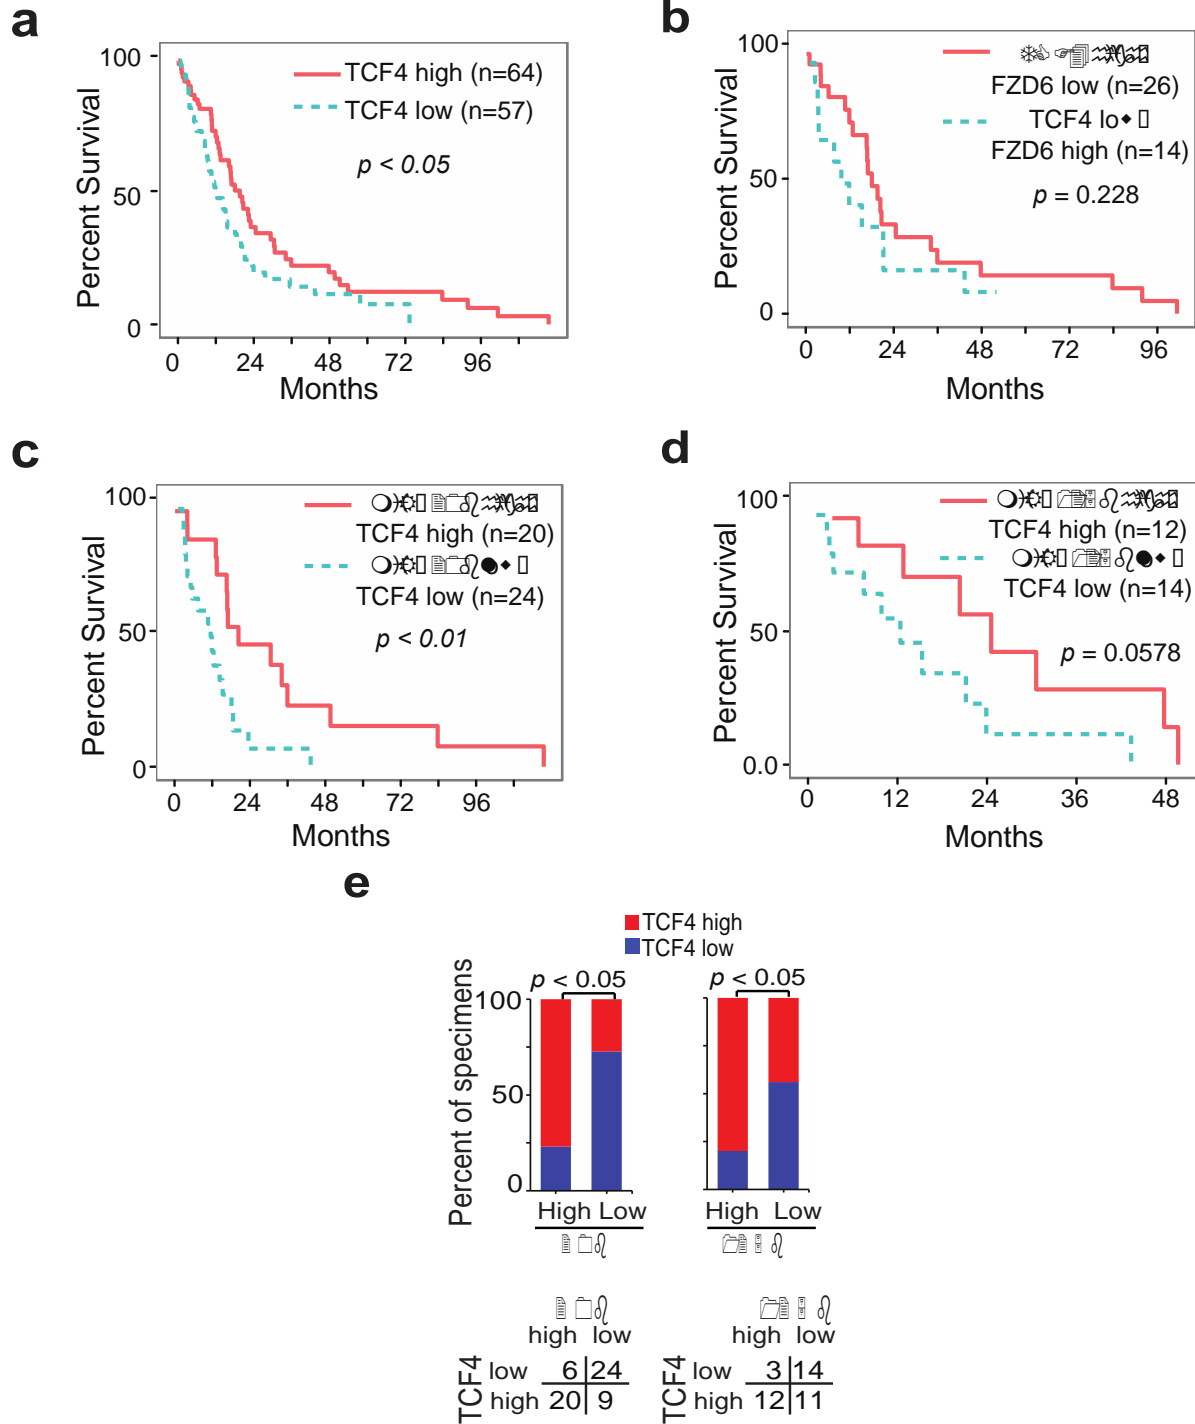 a
100
50
0
Percent Survival
TCF4 high (n=64)
TCF4 low (n=57)
p < 0.05
0 24 48 72 96
Months
b
100
50
0
Percent Survival
FZD6 low (n=26)
TCF4
FZD6 high (n=14)
p = 0.228
0 24 48 72 96
Months
c
100
50
0
Percent Survival
TCF4 high (n=20)
TCF4 low (n=24)
p < 0.01
0 24 48 72 96
Months
d
100
50
0.0
Percent Survival
TCF4 high (n=12)
TCF4 low (n=14)
p = 0.0578
0 12 24 36 48
Months
e
TCF4 high
TCF4 low
Percent of specimens
100
50
0
p < 0.05
High Low
p < 0.05
High Low
high low
TCF4
low 6 24
high 20 9
high low
TCF4
low 3 14
high 12 11